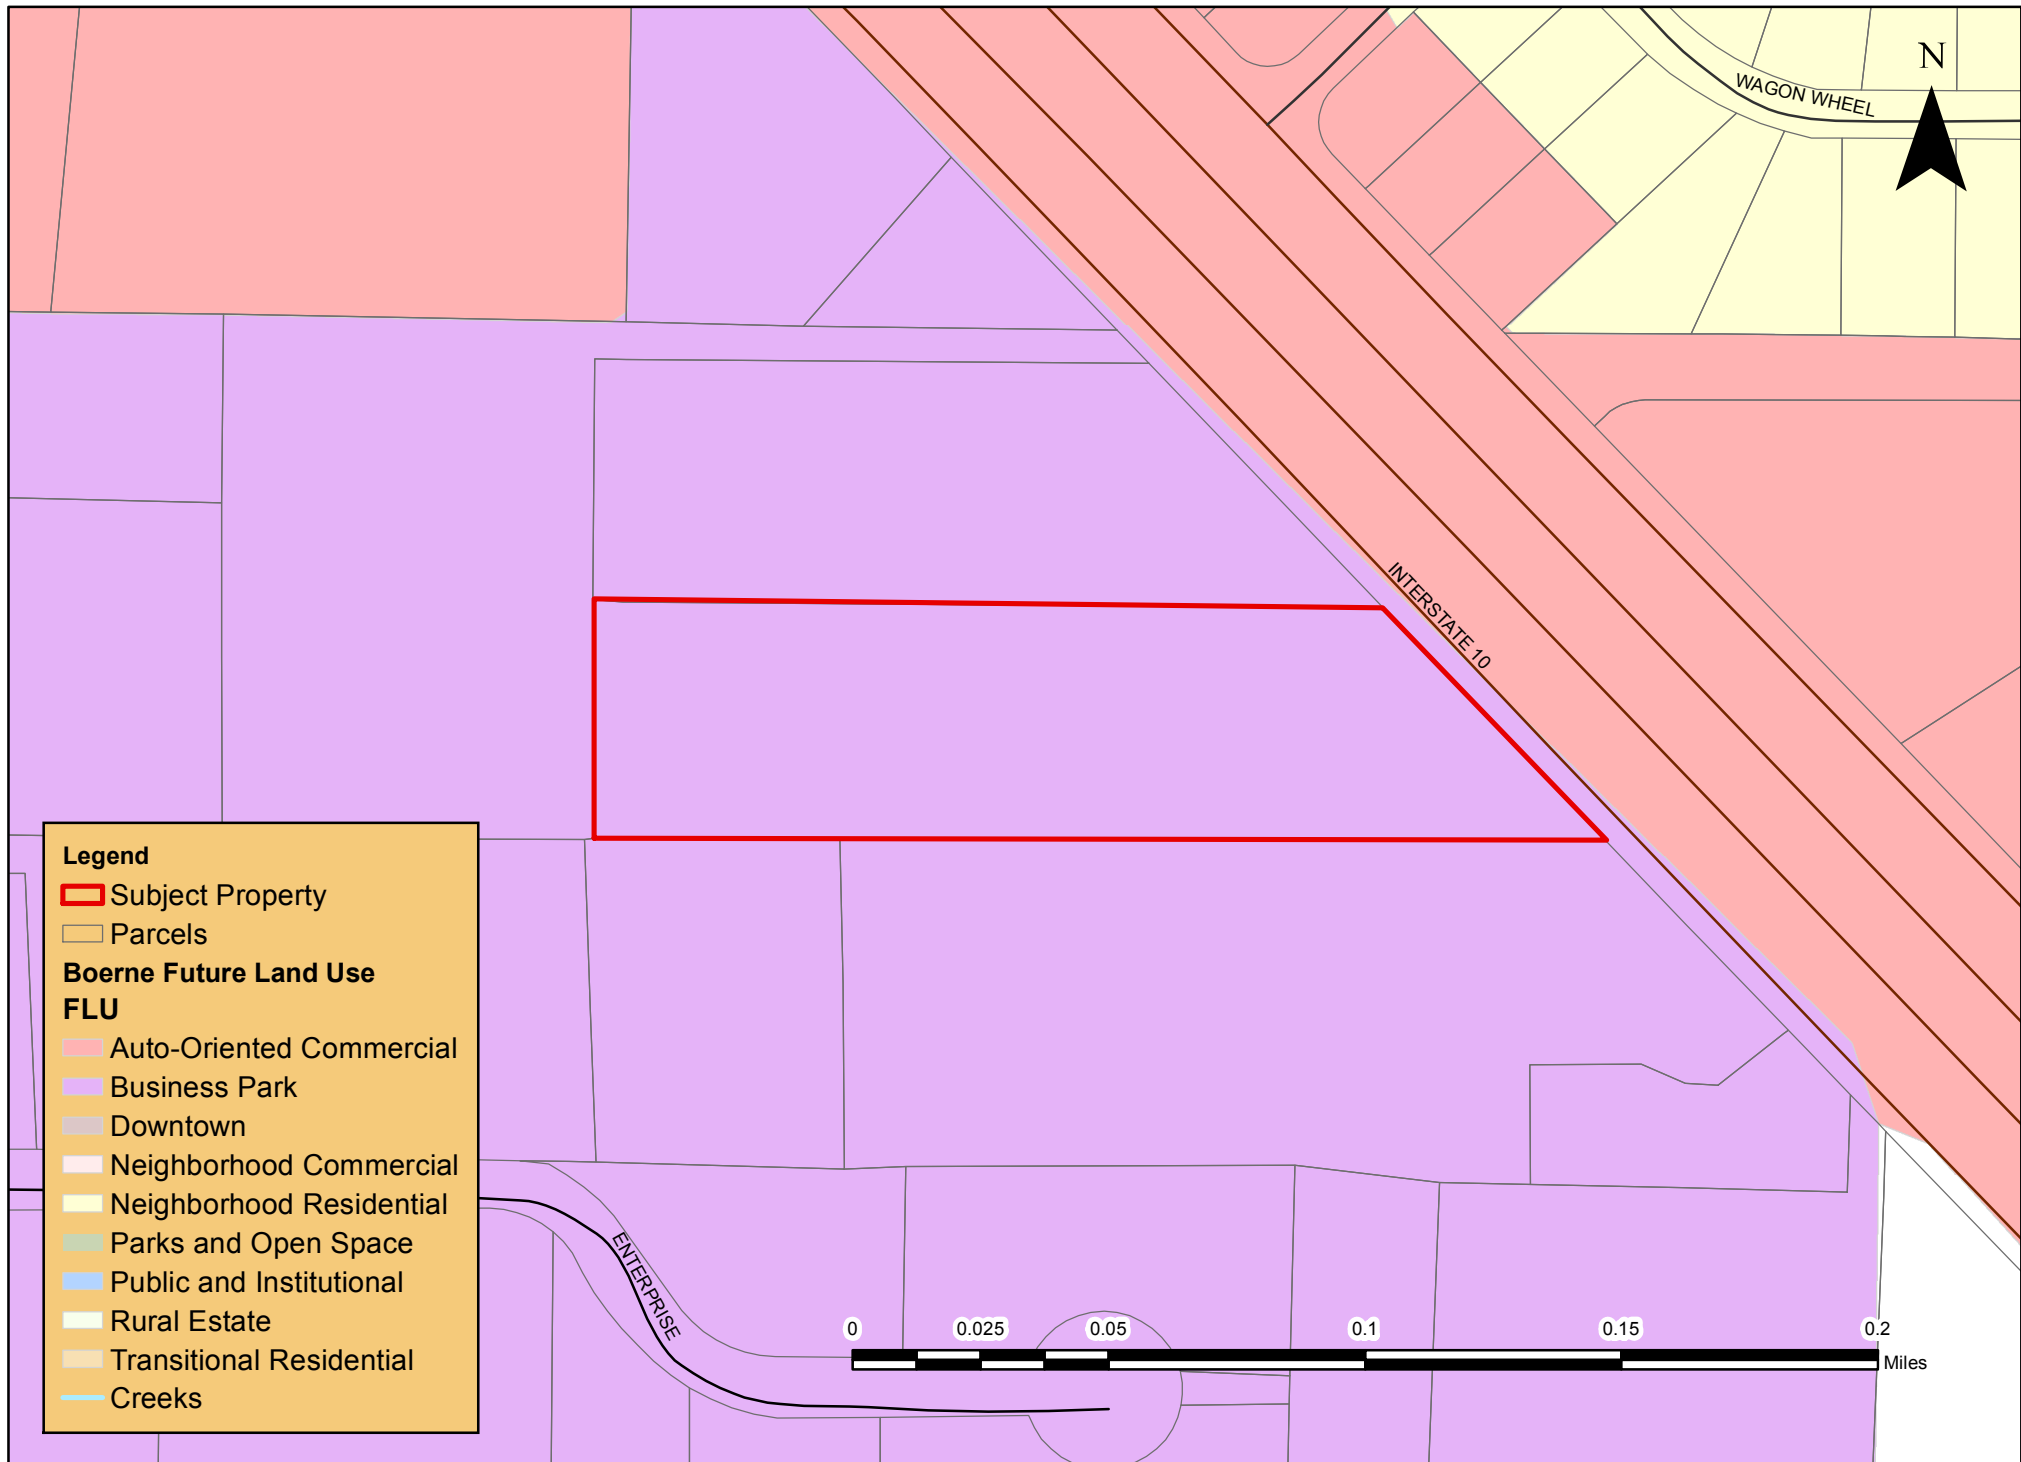 N
WAGON WHEEL
INTERSTATE 10
Legend
Subject Property
Parcels
Boerne Future Land Use
FLU
Auto-Oriented Commercial
Business Park
Downtown
Neighborhood Commercial
Neighborhood Residential
Parks and Open Space
Public and Institutional
Rural Estate
Transitional Residential
Creeks
ENTERPRISE
0 0.025 0.05 0.1 0.15 0.2
Miles